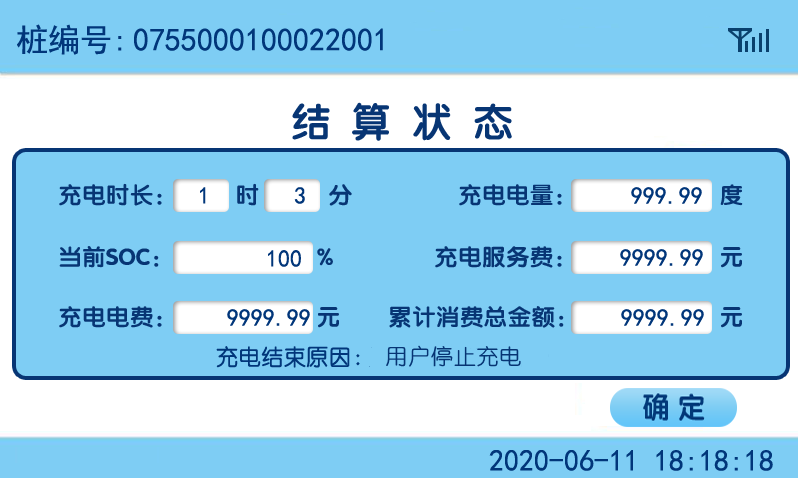 桩编号:0755000100022001
结算状态
充电时长: 1 时 3 分 充电电量: 999.99 度
当前SOC: 100 % 充电服务费: 9999.99 元
充电电费: 9999.99 元 累计消费总金额: 9999.99 元
充电结束原因: 用户停止充电
确定
2020-06-11 18:18:18